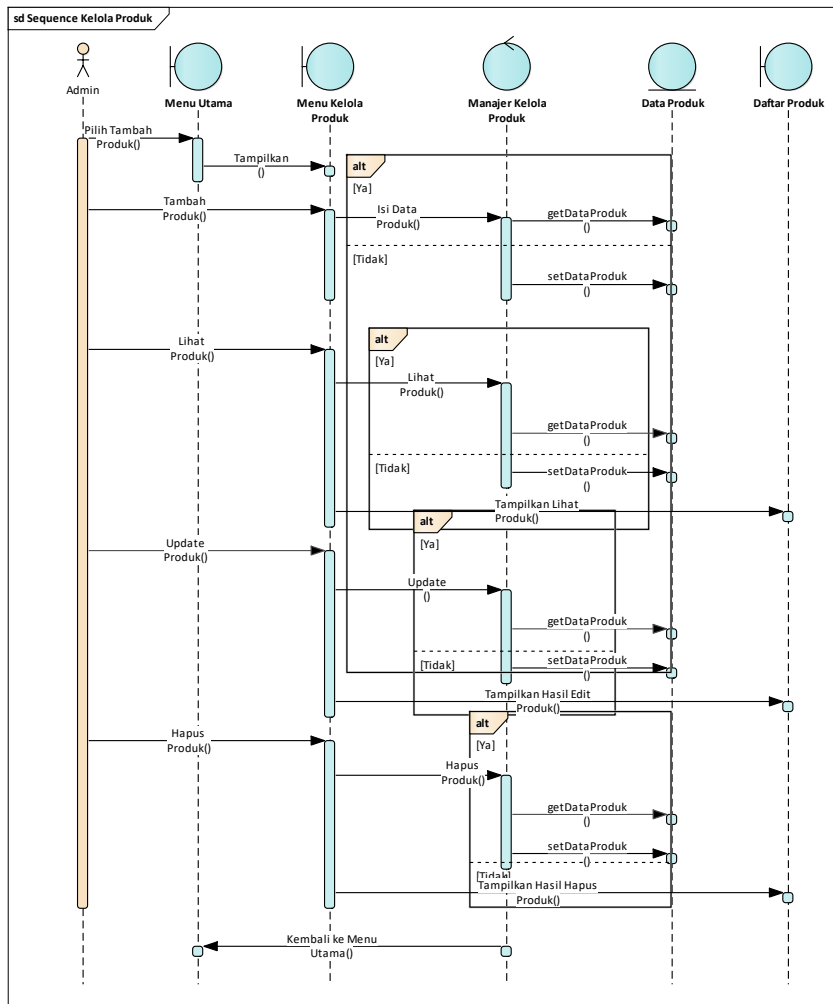 sd Sequence Kelola Produk
Admin
Menu Utama
Menu Kelola
Produk
Manajer Kelola
Produk
Data Produk
Daftar Produk
Pilih Tambah
Produk()
Tampilkan
()
alt
[Ya]
Tambah
Produk()
Isi Data
Produk()
getDataProduk
()
[Tidak]
setDataProduk
()
alt
[Ya]
Lihat
Produk()
Lihat
Produk()
getDataProduk
()
[Tidak]
setDataProduk
()
Tampilkan Lihat
Produk()
alt
[Ya]
Update
Produk()
Update
()
getDataProduk
()
[Tidak]
setDataProduk
()
Tampilkan Hasil Edit
Produk()
alt
[Ya]
Hapus
Produk()
Hapus
Produk()
getDataProduk
()
setDataProduk
()
[Tidak]
Tampilkan Hasil Hapus
Produk()
Kembali ke Menu
Utama()